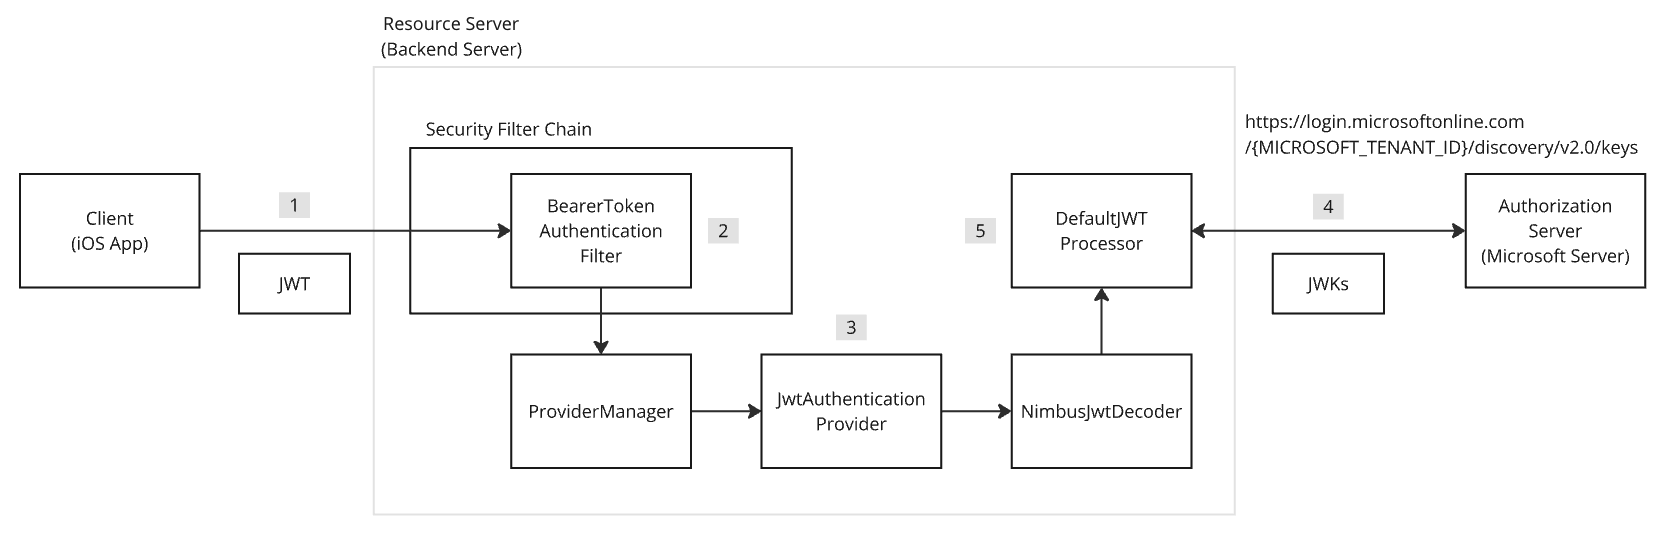 Resource Server
(Backend Server)
Security Filter Chain
https://login.microsoftonline.com
/{MICROSOFT_TENANT_ID}/discovery/v2.0/keys
Client
(iOS App)
1
JWT
BearerToken
Authentication
Filter
2
ProviderManager
3
JwtAuthentication
Provider
NimbusJwtDecoder
5
DefaultJWT
Processor
4
JWKs
Authorization
Server
(Microsoft Server)